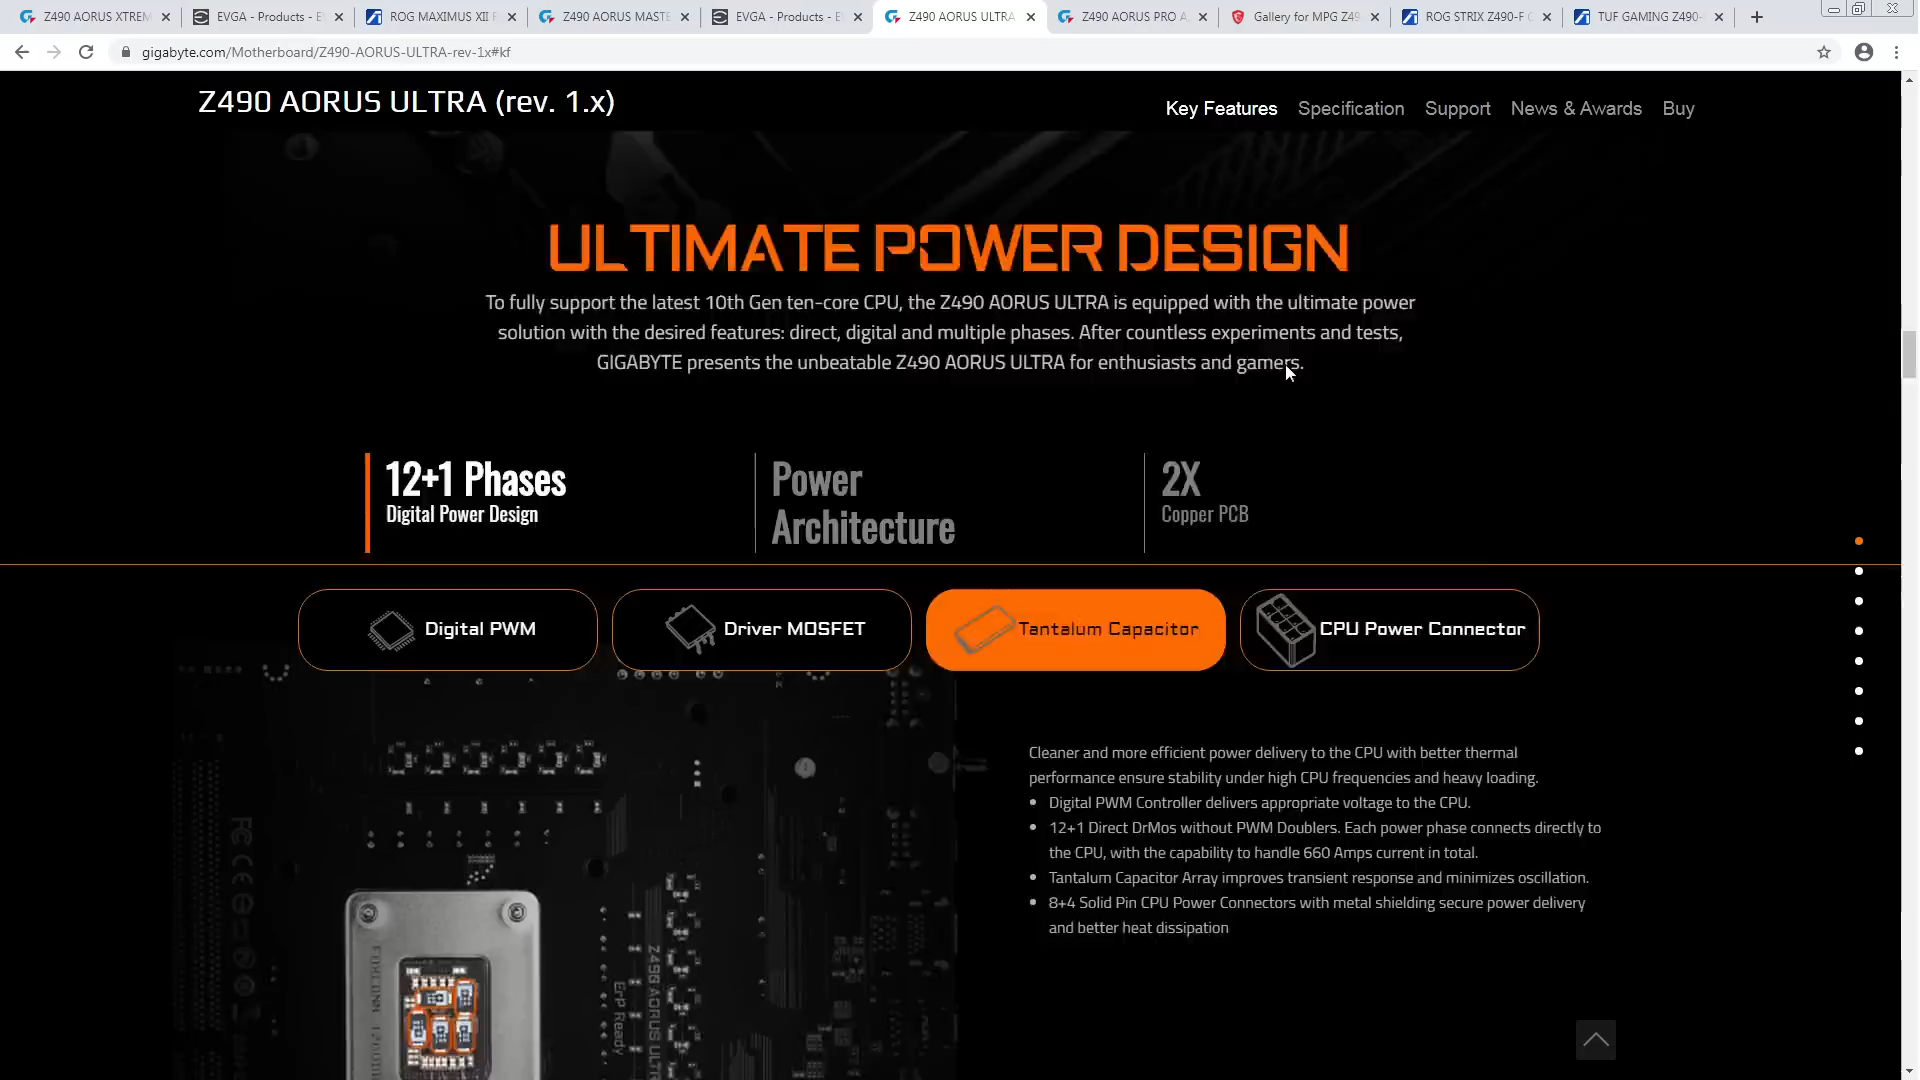 Z490 AORUS XTREM
EVGA - Products - E
ROG MAXIMUS XII F
Z490 AORUS MASTE
EVGA - Products - E
Z490 AORUS ULTRA
Z490 AORUS PRO A
Gallery for MPG Z49
ROG STRIX Z490-F
TUF GAMING Z490-
gigabyte.com/Motherboard/Z490-AORUS-ULTRA-rev-1x#kf
Z490 AORUS ULTRA (rev. 1.x)
Key Features
Specification
Support
News & Awards
Buy
ULTIMATE POWER DESIGN
To fully support the latest 10th Gen ten-core CPU, the Z490 AORUS ULTRA is equipped with the ultimate power
solution with the desired features: direct, digital and multiple phases. After countless experiments and tests,
GIGABYTE presents the unbeatable Z490 AORUS ULTRA for enthusiasts and gamers.
12+1 Phases
Digital Power Design
Power
Architecture
2X
Copper PCB
Digital PWM
Driver MOSFET
Tantalum Capacitor
CPU Power Connector
Cleaner and more efficient power delivery to the CPU with better thermal
performance ensure stability under high CPU frequencies and heavy loading.
Digital PWM Controller delivers appropriate voltage to the CPU.
12+1 Direct DrMos without PWM Doublers. Each power phase connects directly to
the CPU, with the capability to handle 660 Amps current in total.
Tantalum Capacitor Array improves transient response and minimizes oscillation.
8+4 Solid Pin CPU Power Connectors with metal shielding secure power delivery
and better heat dissipation
ErP Ready
Z490 AORUS ULT
FOXCONN